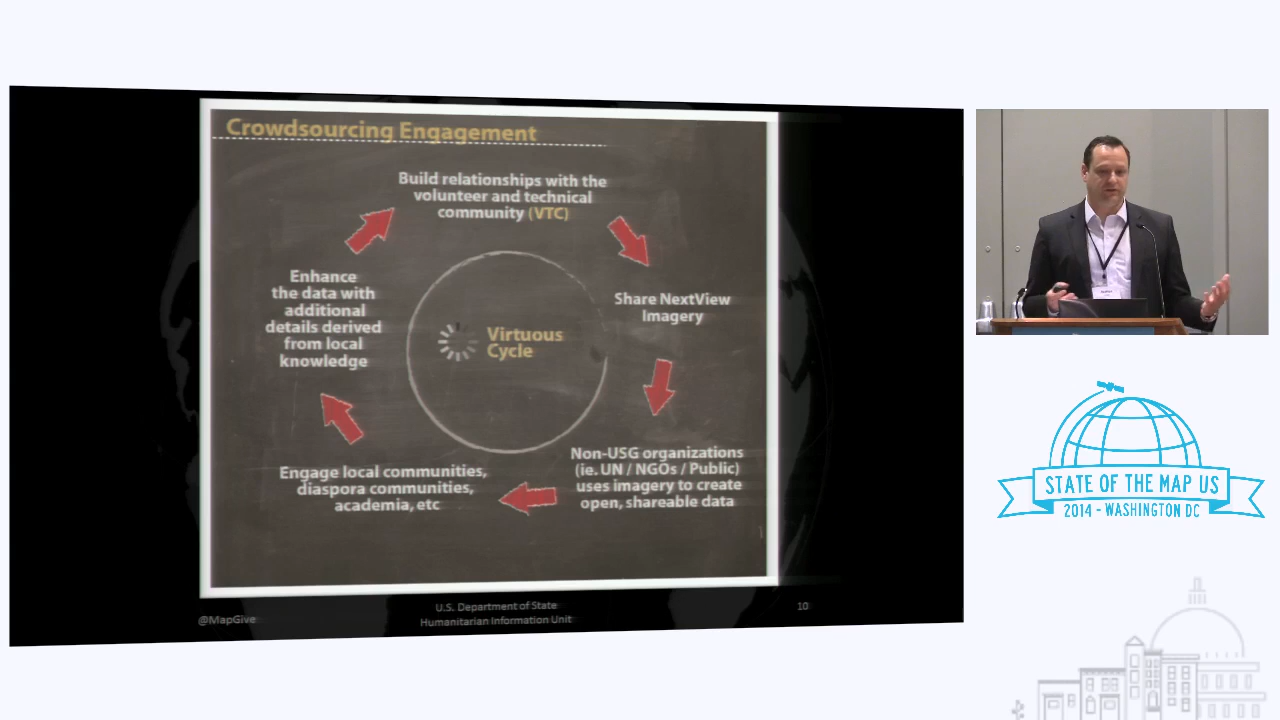 Crowdsourcing Engagement
Build relationships with the
volunteer and technical
community (VTC)
Share NextView
Imagery
Non-USG organizations
(ie. UN / NGOs / Public)
uses imagery to create
open, shareable data
Engage local communities,
diaspora communities,
academia, etc
Enhance
the data with
additional
details derived
from local
knowledge
Virtuous
Cycle
@MapGive
U.S. Department of State
Humanitarian Information Unit
10
STATE OF THE MAP US
2014 - WASHINGTON DC